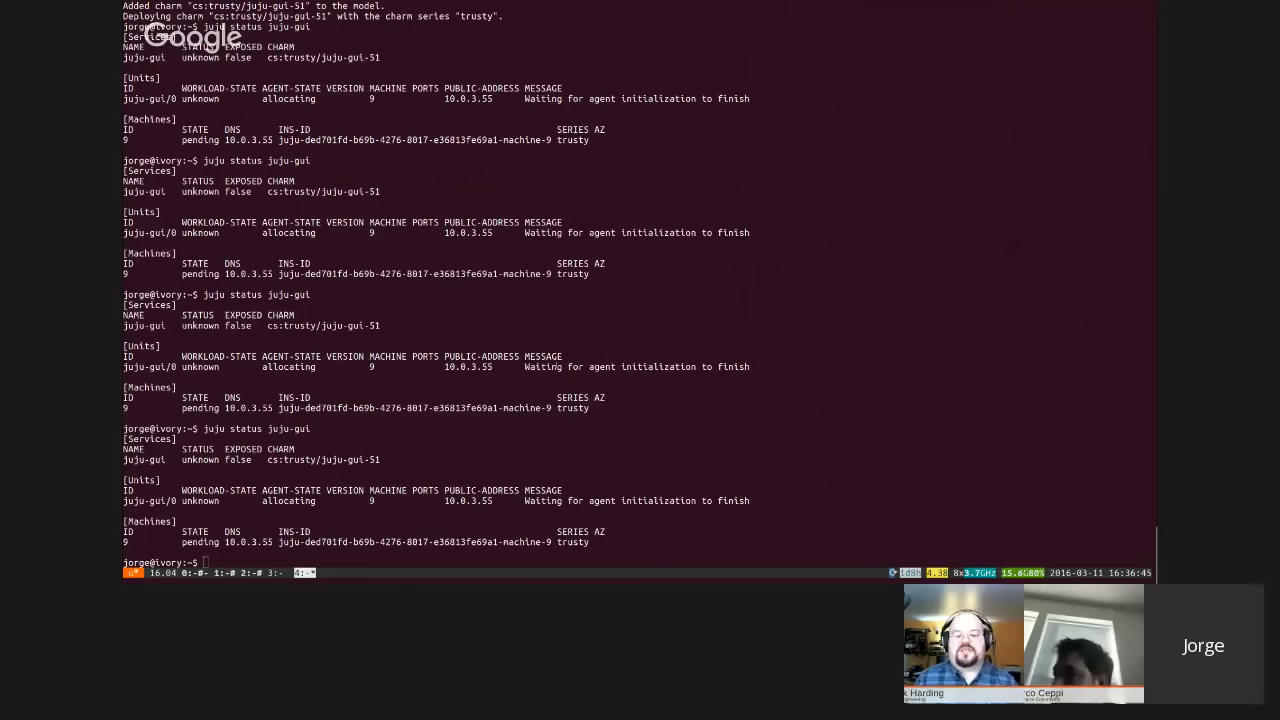 Added charm "cs:trusty/juju-gui-51" to the model.
Deploying charm "cs:trusty/juju-gui-51" with the charm series "trusty".
jorge@ivory:~$ juju status juju-gui
[Services]
NAME STATUS EXPOSED CHARM
juju-gui unknown false cs:trusty/juju-gui-51
Google
[Units]
ID WORKLOAD-STATE AGENT-STATE VERSION MACHINE PORTS PUBLIC-ADDRESS MESSAGE
juju-gui/0 unknown allocating 9 10.0.3.55 Waiting for agent initialization to finish
[Machines]
ID STATE DNS INS-ID SERIES AZ
9 pending 10.0.3.55 juju-ded701fd-b69b-4276-8017-e36813fe69a1-machine-9 trusty
jorge@ivory:~$ juju status juju-gui
[Services]
NAME STATUS EXPOSED CHARM
juju-gui unknown false cs:trusty/juju-gui-51
[Units]
ID WORKLOAD-STATE AGENT-STATE VERSION MACHINE PORTS PUBLIC-ADDRESS MESSAGE
juju-gui/0 unknown allocating 9 10.0.3.55 Waiting for agent initialization to finish
[Machines]
ID STATE DNS INS-ID SERIES AZ
9 pending 10.0.3.55 juju-ded701fd-b69b-4276-8017-e36813fe69a1-machine-9 trusty
jorge@ivory:~$ juju status juju-gui
[Services]
NAME STATUS EXPOSED CHARM
juju-gui unknown false cs:trusty/juju-gui-51
[Units]
ID WORKLOAD-STATE AGENT-STATE VERSION MACHINE PORTS PUBLIC-ADDRESS MESSAGE
juju-gui/0 unknown allocating 9 10.0.3.55 Waiting for agent initialization to finish
[Machines]
ID STATE DNS INS-ID SERIES AZ
9 pending 10.0.3.55 juju-ded701fd-b69b-4276-8017-e36813fe69a1-machine-9 trusty
jorge@ivory:~$ juju status juju-gui
[Services]
NAME STATUS EXPOSED CHARM
juju-gui unknown false cs:trusty/juju-gui-51
[Units]
ID WORKLOAD-STATE AGENT-STATE VERSION MACHINE PORTS PUBLIC-ADDRESS MESSAGE
juju-gui/0 unknown allocating 9 10.0.3.55 Waiting for agent initialization to finish
[Machines]
ID STATE DNS INS-ID SERIES AZ
9 pending 10.0.3.55 juju-ded701fd-b69b-4276-8017-e36813fe69a1-machine-9 trusty
jorge@ivory:~$
16.04 0:-#- 1:-# 2:-# 3:- 4:-* 1d8h 4.38 8x3.7GHz 15.6G80% 2016-03-11 16:36:45
k Harding
rco Ceppi
Jorge